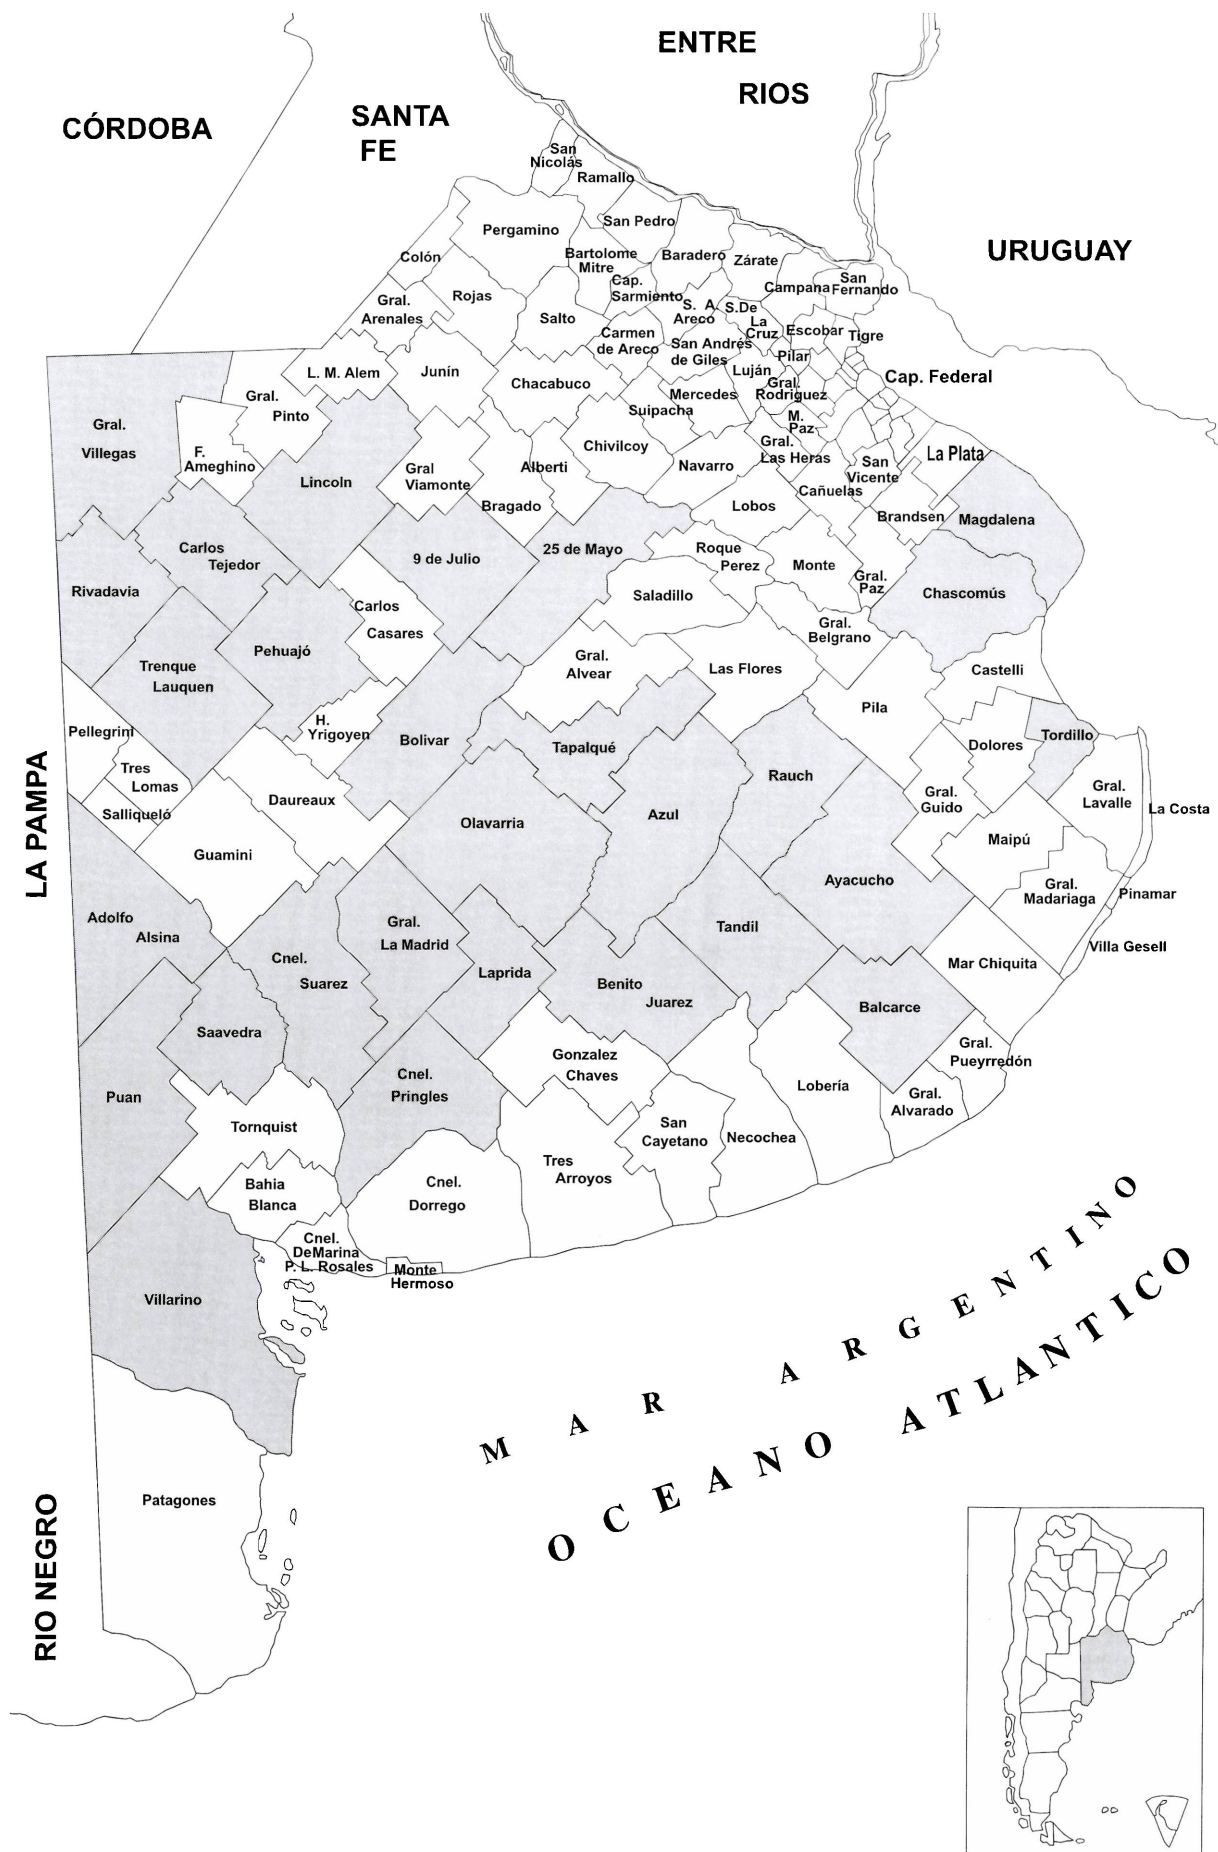 ENTRE
RIOS
CÓRDOBA
SANTA
FE
URUGUAY
San
Nicolás
Ramallo
San Pedro
Pergamino
Colón
Bartolome
Mitre
Baradero
Zárate
Cap.
Sarmiento
Campana
San
Fernando
Gral.
Arenales
Rojas
Salto
S. A.
Areco
S.De
La
Cruz
Escobar
Tigre
Carmen
de Areco
San Andrés
de Giles
Pilar
L. M. Alem
Junín
Chacabuco
Luján
Gral.
Rodriguez
Cap. Federal
Gral.
Pinto
Mercedes
Suipacha
M.
Paz
Gral.
Villegas
F.
Ameghino
Lincoln
Gral
Viamonte
Alberti
Chivilcoy
Navarro
Gral.
Las Heras
San
Vicente
La Plata
Cañuelas
Bragado
Lobos
Brandsen
Magdalena
Carlos
Tejedor
9 de Julio
25 de Mayo
Roque
Perez
Monte
Gral.
Paz
Rivadavia
Saladillo
Chascomús
Carlos
Casares
Gral.
Belgrano
Pehuajó
Trenque
Lauquen
Gral.
Alvear
Las Flores
Castelli
Pila
H.
Yrigoyen
Bolivar
Tapalqué
Dolores
Tordillo
Pellegrini
Tres
Lomas
Salliqueló
Daureaux
Rauch
Gral.
Guido
Gral.
Lavalle
La Costa
Olavarria
Azul
Maipú
Guamini
LA PAMPA
Ayacucho
Gral.
Madariaga
Pinamar
Adolfo
Alsina
Gral.
La Madrid
Tandil
Villa Gesell
Cnel.
Suarez
Laprida
Benito
Juarez
Mar Chiquita
Balcarce
Saavedra
Gonzalez
Chaves
Gral.
Pueyrredón
Puan
Cnel.
Pringles
Lobería
Gral.
Alvarado
Tornquist
San
Cayetano
Necochea
Tres
Arroyos
Bahia
Blanca
Cnel.
Dorrego
Cnel.
DeMarina
P. L. Rosales
Monte
Hermoso
Villarino
MAR ARGENTINO
OCEANO ATLANTICO
Patagones
RIO NEGRO